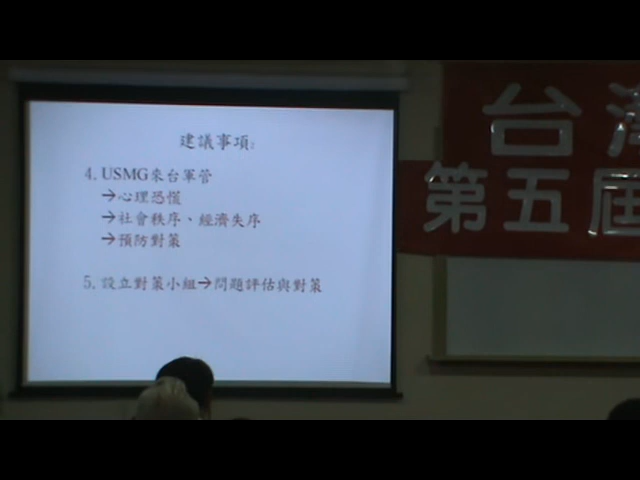 建議事項:
4. USMG來台軍管
→心理恐慌
→社會秩序、經濟失序
→預防對策
5. 設立對策小組→問題評估與對策
台灣
第五屆